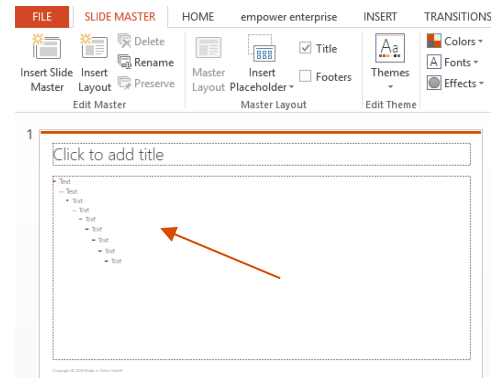 FILE SLIDE MASTER HOME empower enterprise INSERT TRANSITIONS
Delete
Rename
Preserve
Insert Slide Master
Insert Layout
Master Layout
Insert Placeholder
Title
Footers
Aa
Themes
Colors
A Fonts
Effects
Edit Master Master Layout Edit Theme
1
Click to add title
Text
– Text
Text
– Text
– Text
– Text
– Text
– Text
– Text